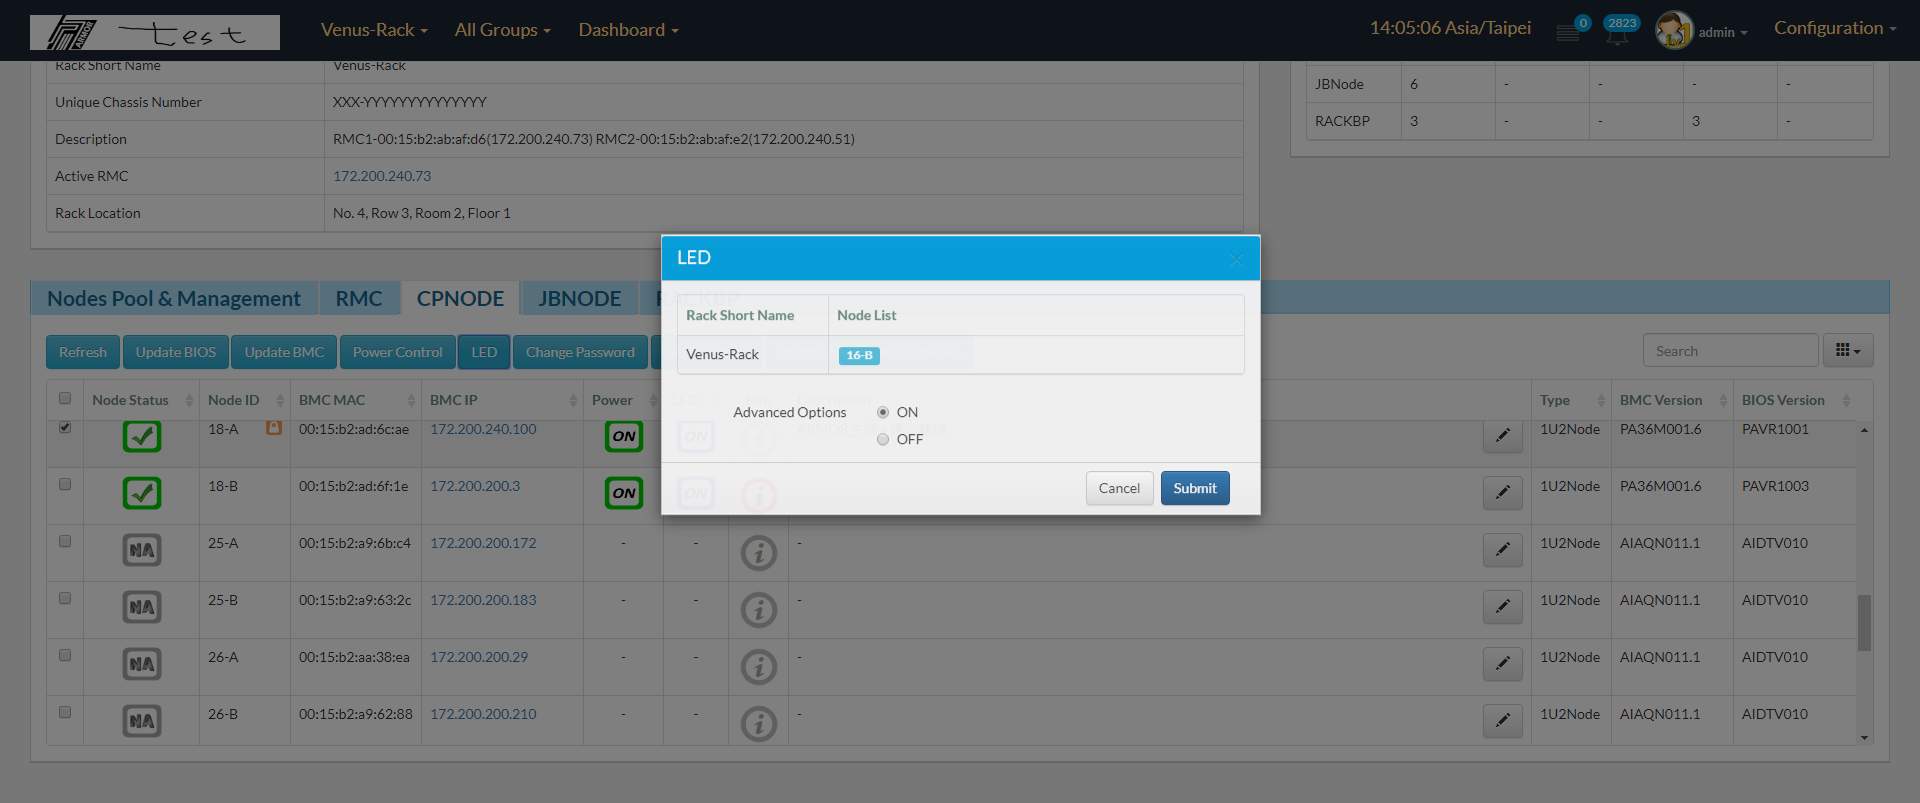 ARMOR test Venus-Rack All Groups Dashboard 14:05:06 Asia/Taipei 0 2823 admin Configuration
Rack Short Name Venus-Rack
Unique Chassis Number XXX-YYYYYYYYYYYYYY
Description RMC1-00:15:b2:ab:af:d6(172.200.240.73) RMC2-00:15:b2:ab:af:e2(172.200.240.51)
Active RMC 172.200.240.73
Rack Location No. 4, Row 3, Room 2, Floor 1
JBNode 6 - - - -
RACKBP 3 - - 3 -
Nodes Pool & Management RMC CPNODE JBNODE RACKBP
Refresh Update BIOS Update BMC Power Control LED Change Password
Search
Node Status Node ID BMC MAC BMC IP Power LED Type BMC Version BIOS Version
18-A 00:15:b2:ad:6c:ae 172.200.240.100 ON ON 1U2Node PA36M001.6 PAVR1001
18-B 00:15:b2:ad:6f:1e 172.200.200.3 ON ON 1U2Node PA36M001.6 PAVR1003
NA 25-A 00:15:b2:a9:6b:c4 172.200.200.172 - - - 1U2Node AIAQN011.1 AIDTV010
NA 25-B 00:15:b2:a9:63:2c 172.200.200.183 - - - 1U2Node AIAQN011.1 AIDTV010
NA 26-A 00:15:b2:aa:38:ea 172.200.200.29 - - - 1U2Node AIAQN011.1 AIDTV010
NA 26-B 00:15:b2:a9:62:88 172.200.200.210 - - - 1U2Node AIAQN011.1 AIDTV010
LED ×
Rack Short Name Node List
Venus-Rack 16-B
Advanced Options ON
OFF
Cancel Submit